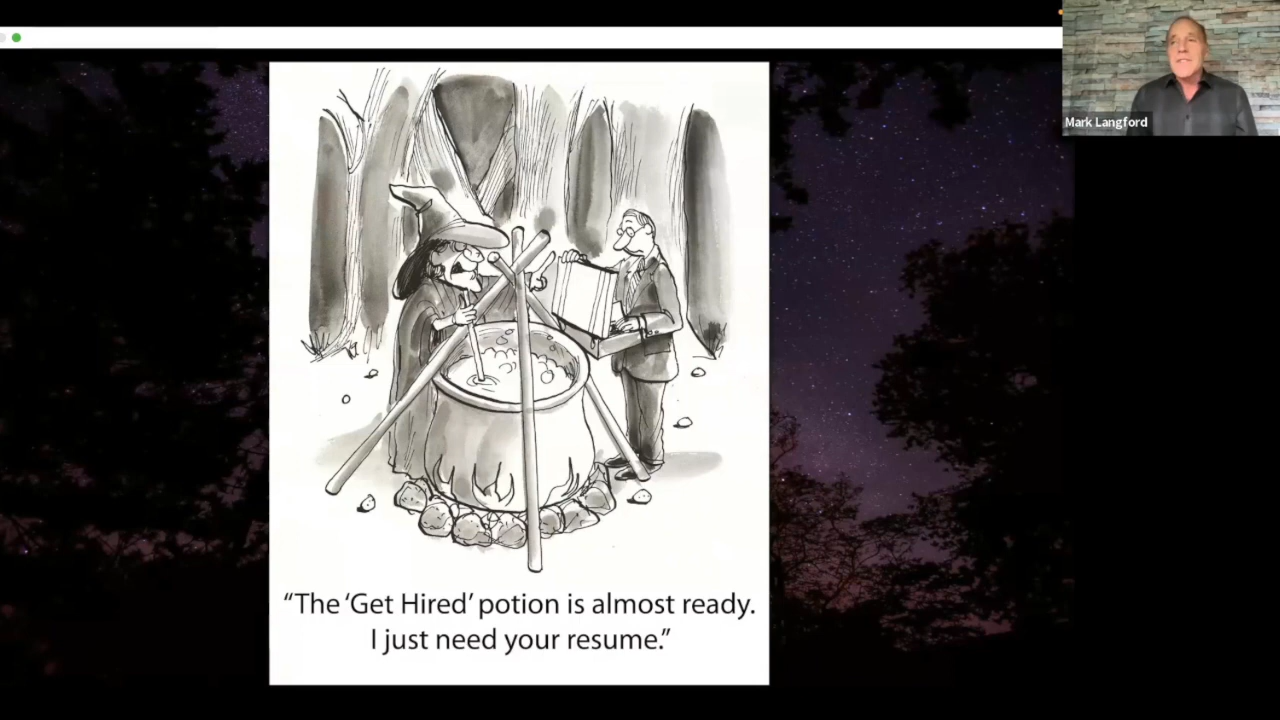 Mark Langford
“The ‘Get Hired’ potion is almost ready.
I just need your resume.”